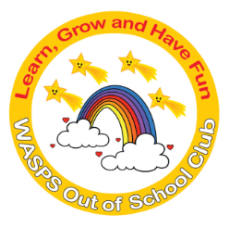 Learn, Grow and Have Fun
WASPS Out of School Club